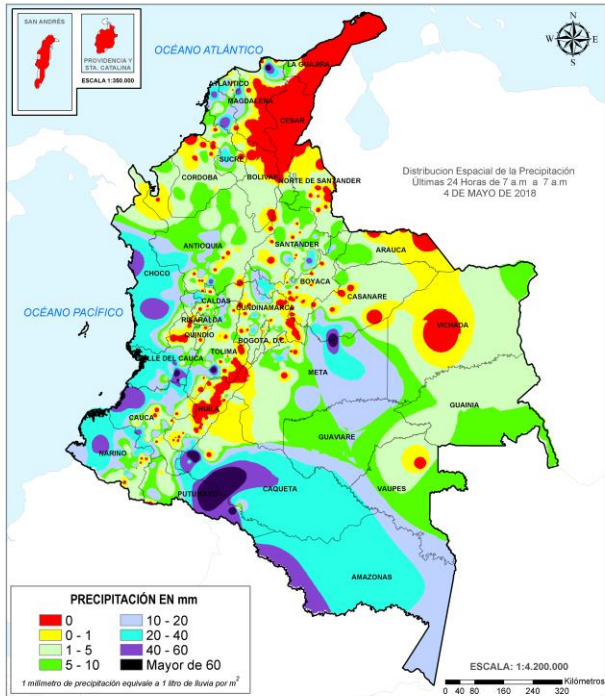 SAN ANDRÉS
PROVIDENCIA Y
STA. CATALINA
ESCALA 1:350.000
OCÉANO ATLÁNTICO
N
W
E
S
LA GUAJIRA
ATLANTICO
MAGDALENA
CESAR
SUCRE
CORDOBA
BOLIVAR
NORTE DE SANTANDER
Distribucion Espacial de la Precipitación
Últimas 24 Horas de 7 a.m a 7 a.m
4 DE MAYO DE 2018
ANTIOQUIA
SANTANDER
ARAUCA
CHOCO
BOYACA
CASANARE
OCÉANO PACÍFICO
CALDAS
CUNDINAMARCA
RISARALDA
VICHADA
QUINDIO
BOGOTA, D.C.
TOLIMA
VALLE DEL CAUCA
META
HUILA
GUAINIA
CAUCA
GUAVIARE
NARIÑO
VAUPES
PUTUMAYO
CAQUETA
AMAZONAS
PRECIPITACIÓN EN mm
0
10 - 20
0 - 1
20 - 40
1 - 5
40 - 60
5 - 10
Mayor de 60
1 milimetro de precipitación equivale a 1 litro de lluvia por m²
ESCALA: 1:4.200.000
Kilómetros
0 40 80 160 240 320